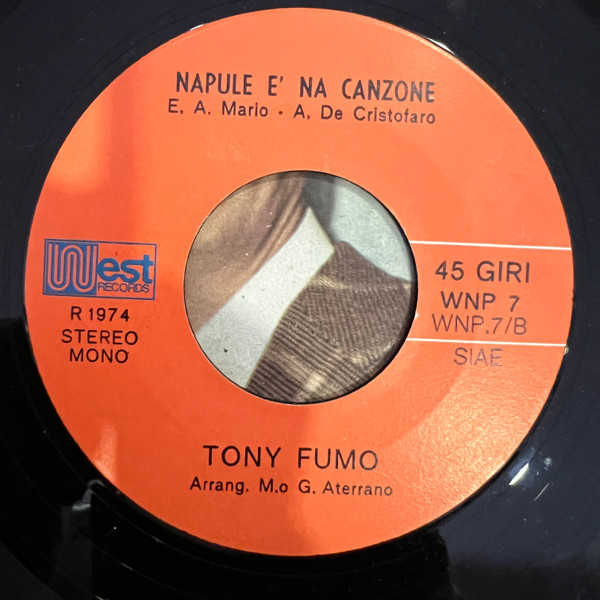 NAPULE E' NA CANZONE
E. A. Mario - A. De Cristofaro
West
RECORDS
R 1974
STEREO
MONO
45 GIRI
WNP 7
WNP.7/B
SIAE
TONY FUMO
Arrang. M.o G. Aterrano